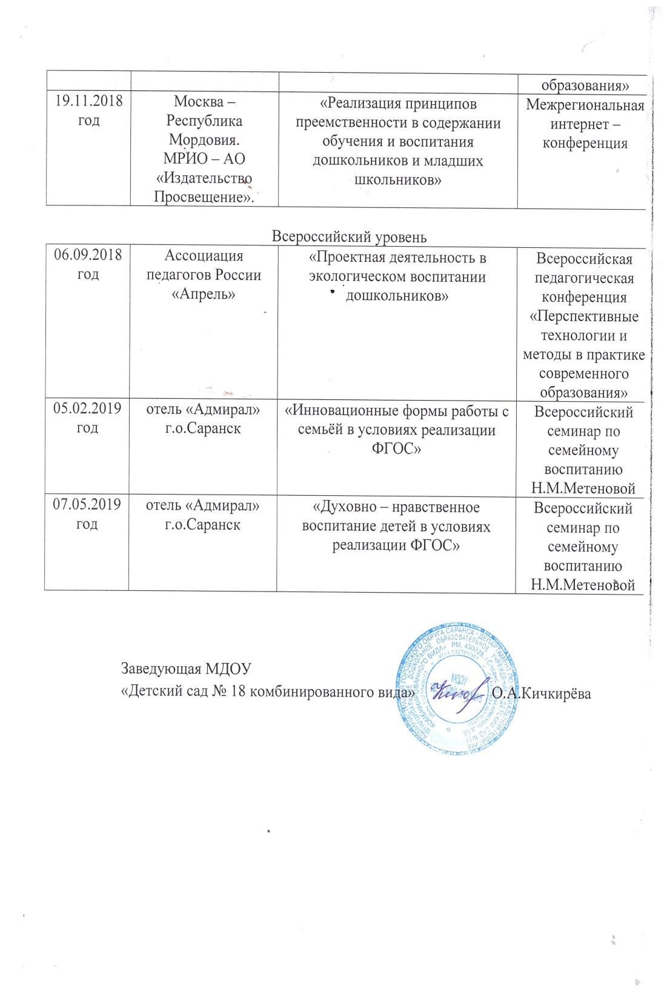 образования»
19.11.2018
год
Москва –
Республика
Мордовия.
МРИО – АО
«Издательство
Просвещение».
«Реализация принципов
преемственности в содержании
обучения и воспитания
дошкольников и младших
школьников»
Межрегиональная
интернет –
конференция
Всероссийский уровень
06.09.2018
год
Ассоциация
педагогов России
«Апрель»
«Проектная деятельность в
экологическом воспитании
дошкольников»
Всероссийская
педагогическая
конференция
«Перспективные
технологии и
методы в практике
современного
образования»
05.02.2019
год
отель «Адмирал»
г.о.Саранск
«Инновационные формы работы с
семьёй в условиях реализации
ФГОС»
Всероссийский
семинар по
семейному
воспитанию
Н.М.Метеновой
07.05.2019
год
отель «Адмирал»
г.о.Саранск
«Духовно – нравственное
воспитание детей в условиях
реализации ФГОС»
Всероссийский
семинар по
семейному
воспитанию
Н.М.Метеновой
Заведующая МДОУ
«Детский сад № 18 комбинированного вида» О.А.Кичкирёва
МДОУ